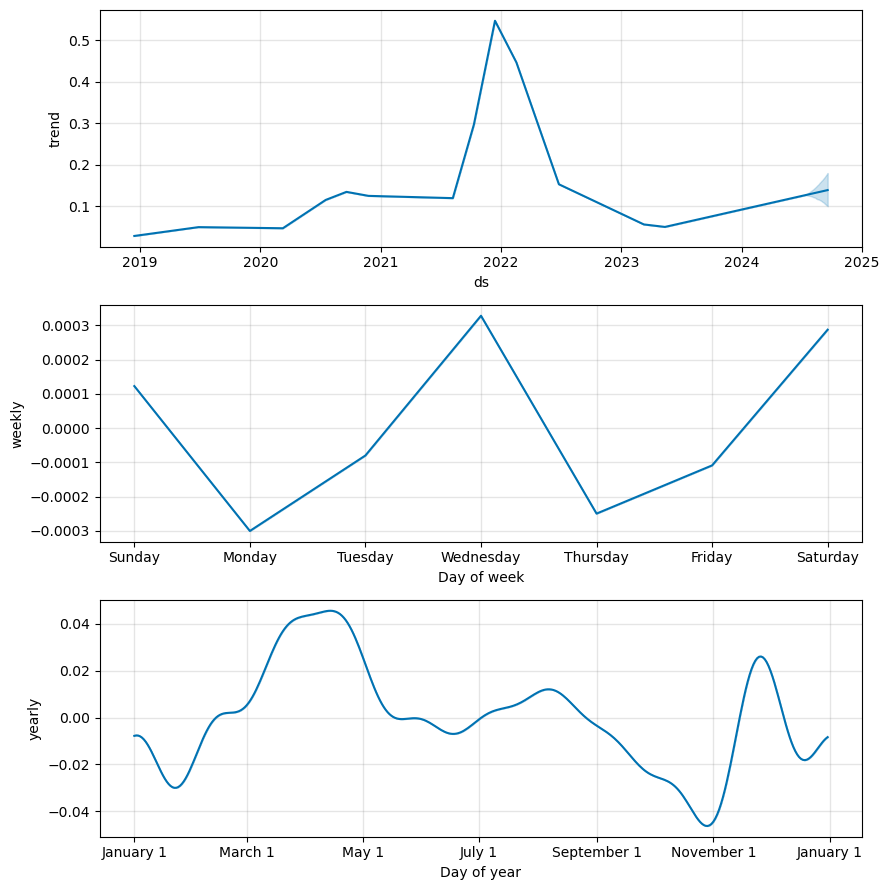 0.5
0.4
0.3
0.2
0.1
trend
2019 2020 2021 2022 2023 2024 2025
ds
0.0003
0.0002
0.0001
0.0000
−0.0001
−0.0002
−0.0003
weekly
Sunday Monday Tuesday Wednesday Thursday Friday Saturday
Day of week
0.04
0.02
0.00
−0.02
−0.04
yearly
January 1 March 1 May 1 July 1 September 1 November 1 January 1
Day of year